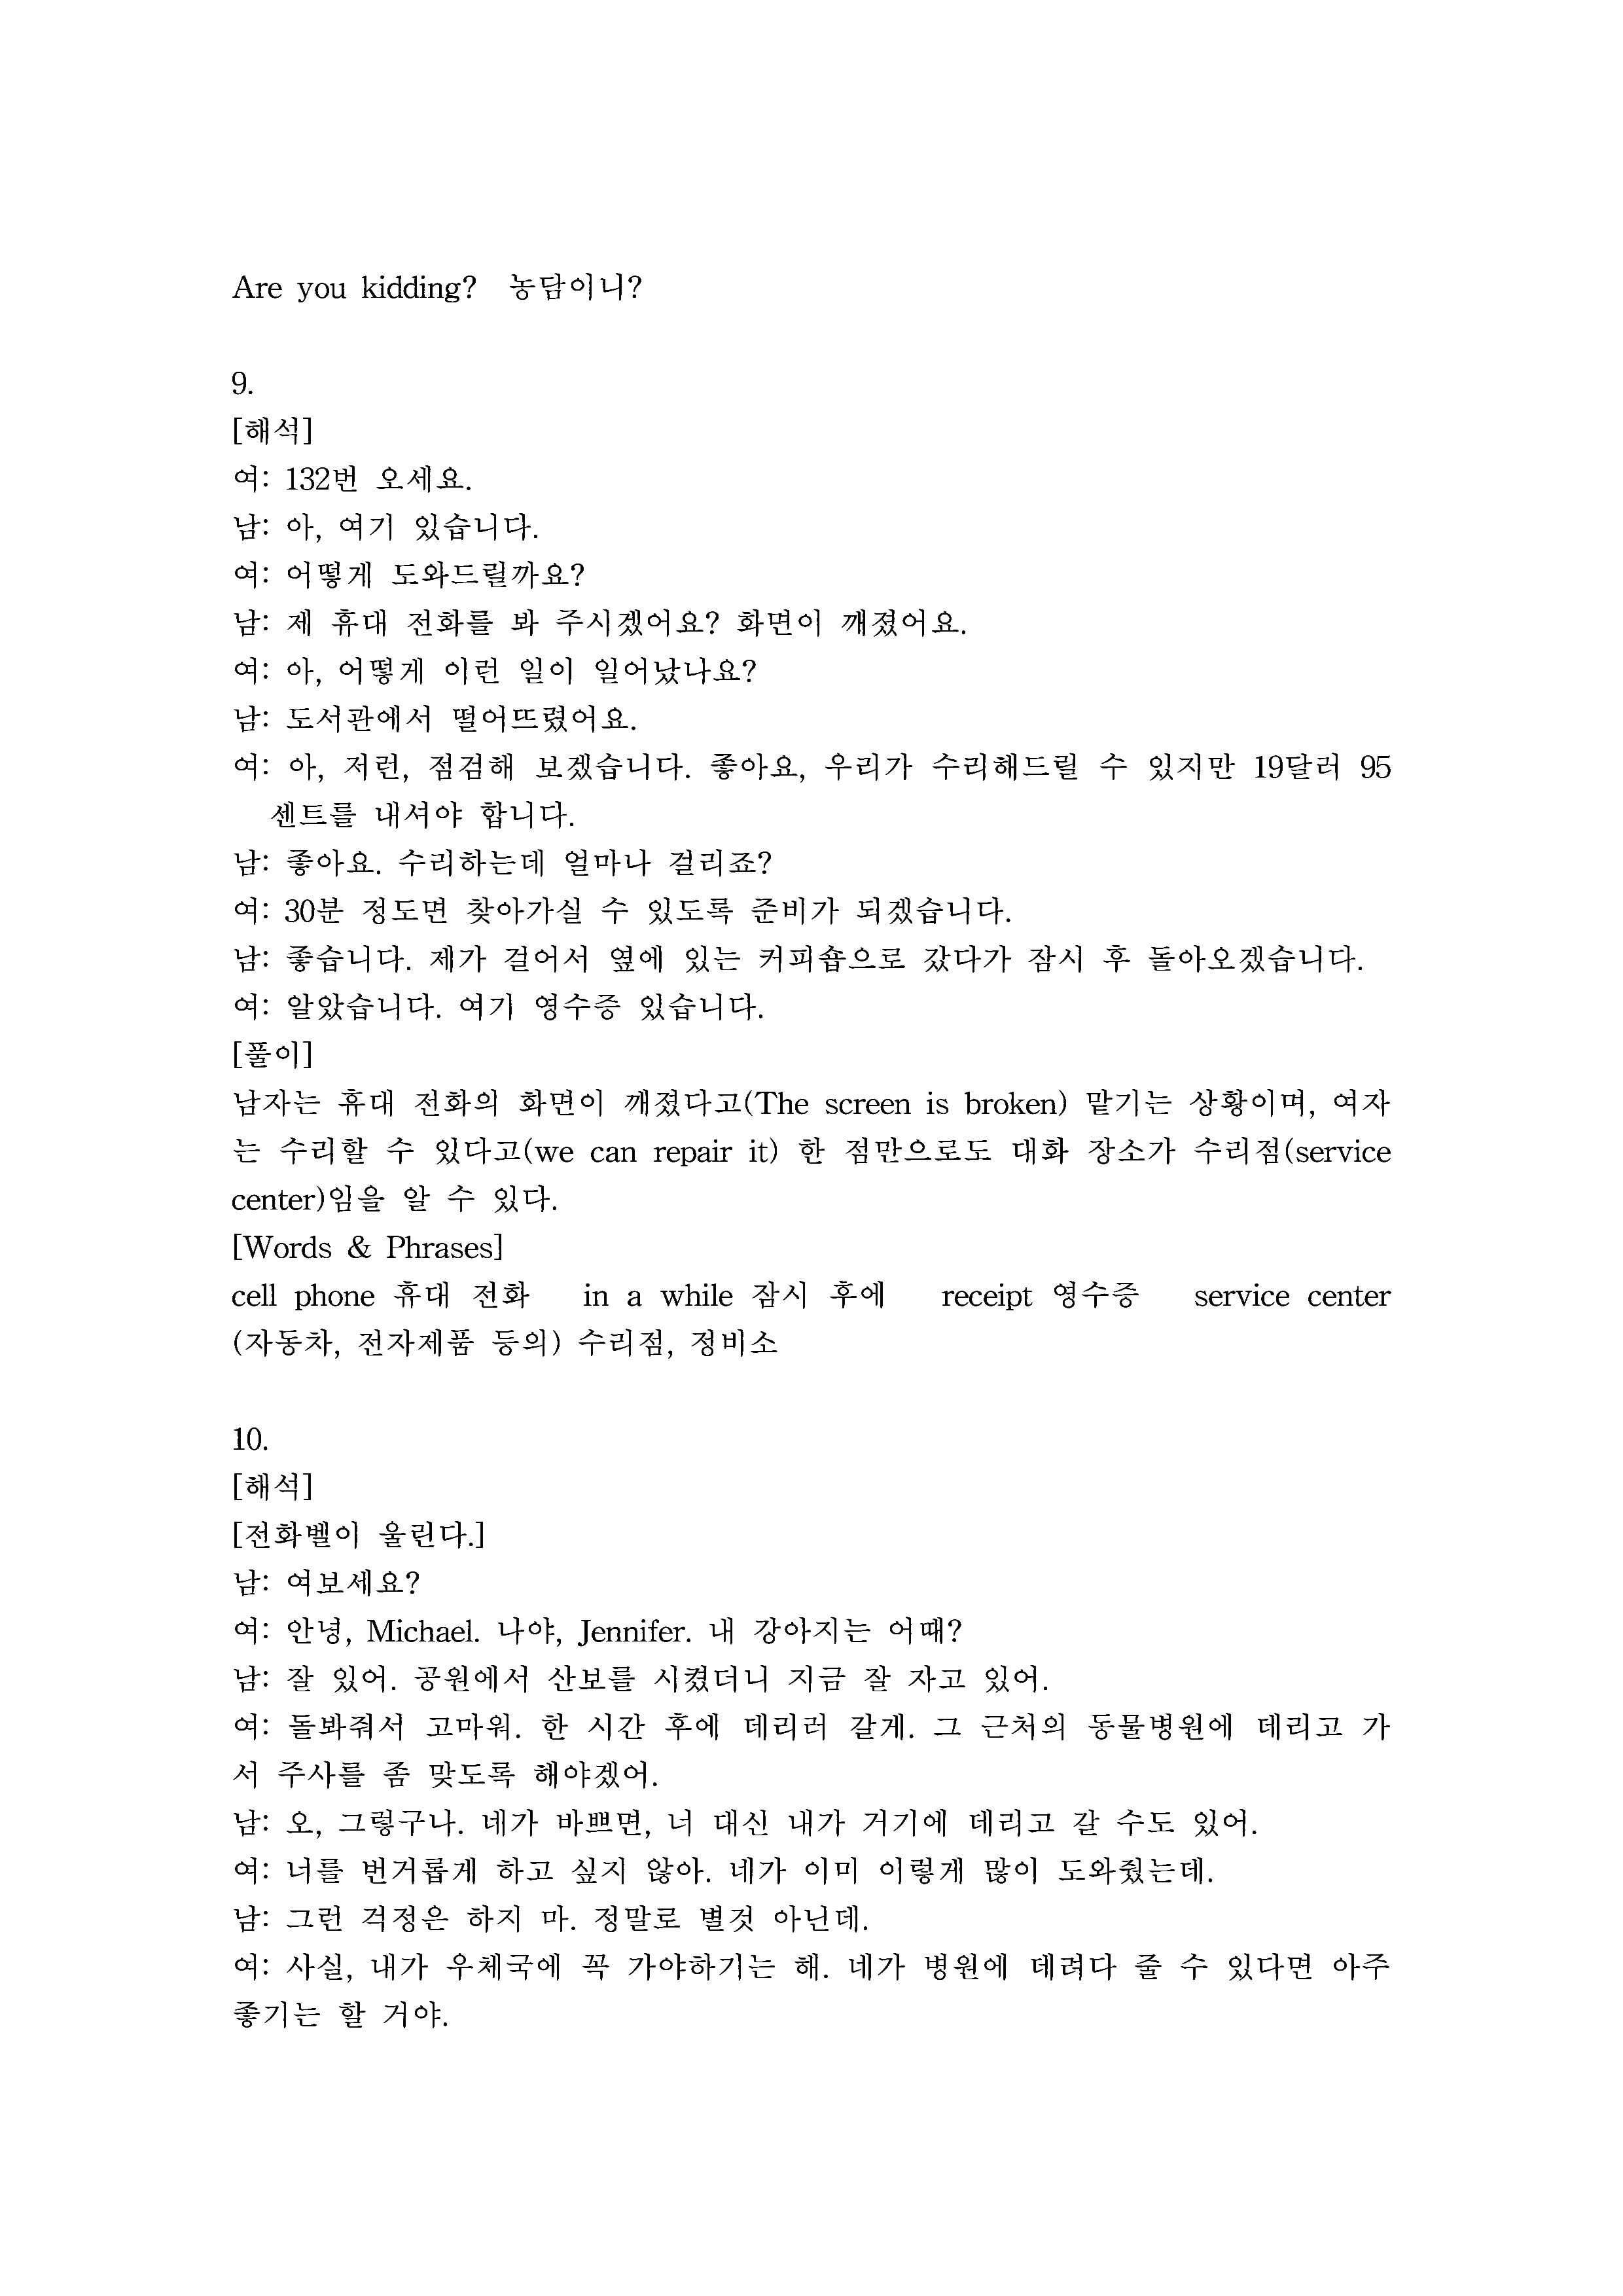 Are you kidding? 농담이니?
9.
[해석]
여: 132번 오세요.
남: 아, 여기 있습니다.
여: 어떻게 도와드릴까요?
남: 제 휴대 전화를 봐 주시겠어요? 화면이 깨졌어요.
여: 아, 어떻게 이런 일이 일어났나요?
남: 도서관에서 떨어뜨렸어요.
여: 아, 저런, 점검해 보겠습니다. 좋아요, 우리가 수리해드릴 수 있지만 19달러 95
센트를 내셔야 합니다.
남: 좋아요. 수리하는데 얼마나 걸리죠?
여: 30분 정도면 찾아가실 수 있도록 준비가 되겠습니다.
남: 좋습니다. 제가 걸어서 옆에 있는 커피숍으로 갔다가 잠시 후 돌아오겠습니다.
여: 알았습니다. 여기 영수증 있습니다.
[풀이]
남자는 휴대 전화의 화면이 깨졌다고(The screen is broken) 맡기는 상황이며, 여자
는 수리할 수 있다고(we can repair it) 한 점만으로도 대화 장소가 수리점(service
center)임을 알 수 있다.
[Words & Phrases]
cell phone 휴대 전화 in a while 잠시 후에 receipt 영수증 service center
(자동차, 전자제품 등의) 수리점, 정비소
10.
[해석]
[전화벨이 울린다.]
남: 여보세요?
여: 안녕, Michael. 나야, Jennifer. 내 강아지는 어때?
남: 잘 있어. 공원에서 산보를 시켰더니 지금 잘 자고 있어.
여: 돌봐줘서 고마워. 한 시간 후에 데리러 갈게. 그 근처의 동물병원에 데리고 가
서 주사를 좀 맞도록 해야겠어.
남: 오, 그렇구나. 네가 바쁘면, 너 대신 내가 거기에 데리고 갈 수도 있어.
여: 너를 번거롭게 하고 싶지 않아. 네가 이미 이렇게 많이 도와줬는데.
남: 그런 걱정은 하지 마. 정말로 별것 아닌데.
여: 사실, 내가 우체국에 꼭 가야하기는 해. 네가 병원에 데려다 줄 수 있다면 아주
좋기는 할 거야.